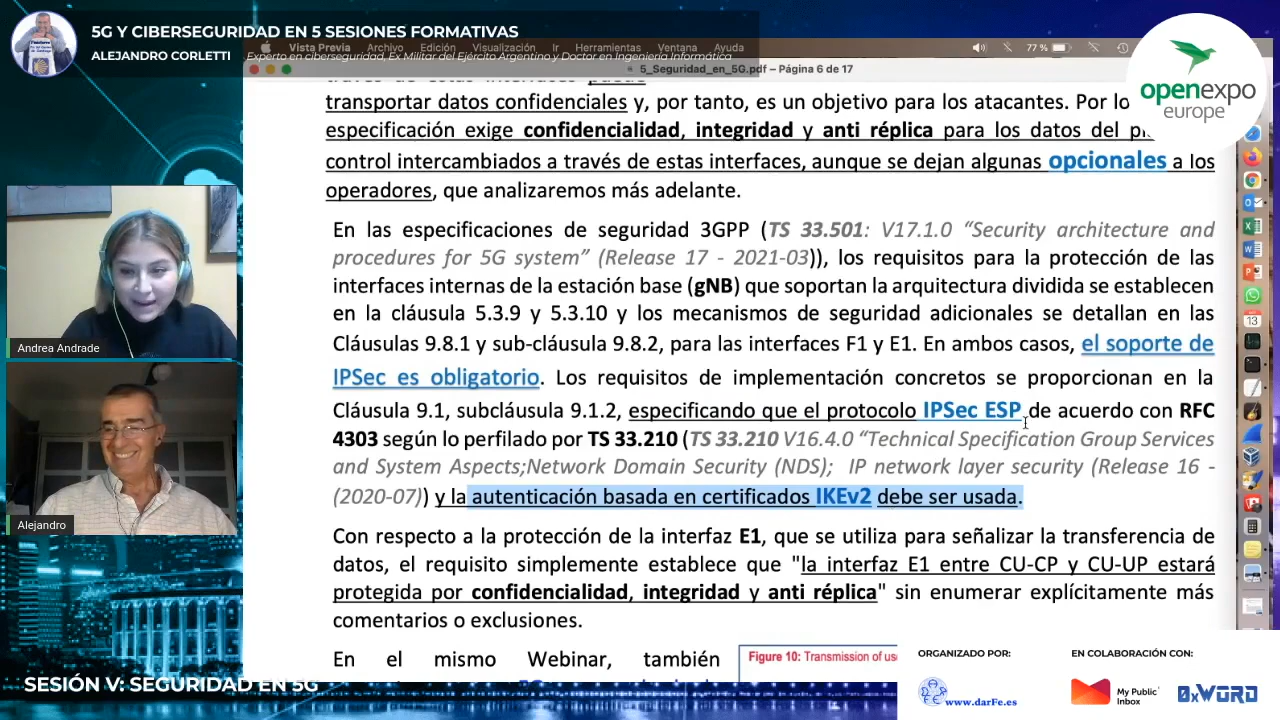 5G Y CIBERSEGURIDAD EN 5 SESIONES FORMATIVAS
ALEJANDRO CORLETTI Experto en ciberseguridad, Ex Militar del Ejército Argentino y Doctor en Ingeniería Informática
Vista Previa Archivo Edición Visualización Ir Herramientas Ventana Ayuda
77 %
5_Seguridad_en_5G.pdf – Página 6 de 17
openexpo
europe
transportar datos confidenciales y, por tanto, es un objetivo para los atacantes. Por lo
especificación exige confidencialidad, integridad y anti réplica para los datos del
control intercambiados a través de estas interfaces, aunque se dejan algunas opcionales a los
operadores, que analizaremos más adelante.
En las especificaciones de seguridad 3GPP (TS 33.501: V17.1.0 “Security architecture and
procedures for 5G system” (Release 17 - 2021-03)), los requisitos para la protección de las
interfaces internas de la estación base (gNB) que soportan la arquitectura dividida se establecen
en la cláusula 5.3.9 y 5.3.10 y los mecanismos de seguridad adicionales se detallan en las
Cláusulas 9.8.1 y sub-cláusula 9.8.2, para las interfaces F1 y E1. En ambos casos, el soporte de
IPSec es obligatorio. Los requisitos de implementación concretos se proporcionan en la
Cláusula 9.1, subcláusula 9.1.2, especificando que el protocolo IPSec ESP de acuerdo con RFC
4303 según lo perfilado por TS 33.210 (TS 33.210 V16.4.0 “Technical Specification Group Services
and System Aspects;Network Domain Security (NDS); IP network layer security (Release 16 -
(2020-07)) y la autenticación basada en certificados IKEv2 debe ser usada.
Con respecto a la protección de la interfaz E1, que se utiliza para señalizar la transferencia de
datos, el requisito simplemente establece que "la interfaz E1 entre CU-CP y CU-UP estará
protegida por confidencialidad, integridad y anti réplica" sin enumerar explícitamente más
comentarios o exclusiones.
En el mismo Webinar, también
Figure 10: Transmission of use
Andrea Andrade
Alejandro
SESIÓN V: SEGURIDAD EN 5G
ORGANIZADO POR:
www.darFe.es
EN COLABORACIÓN CON:
My Public
Inbox
0xWORD